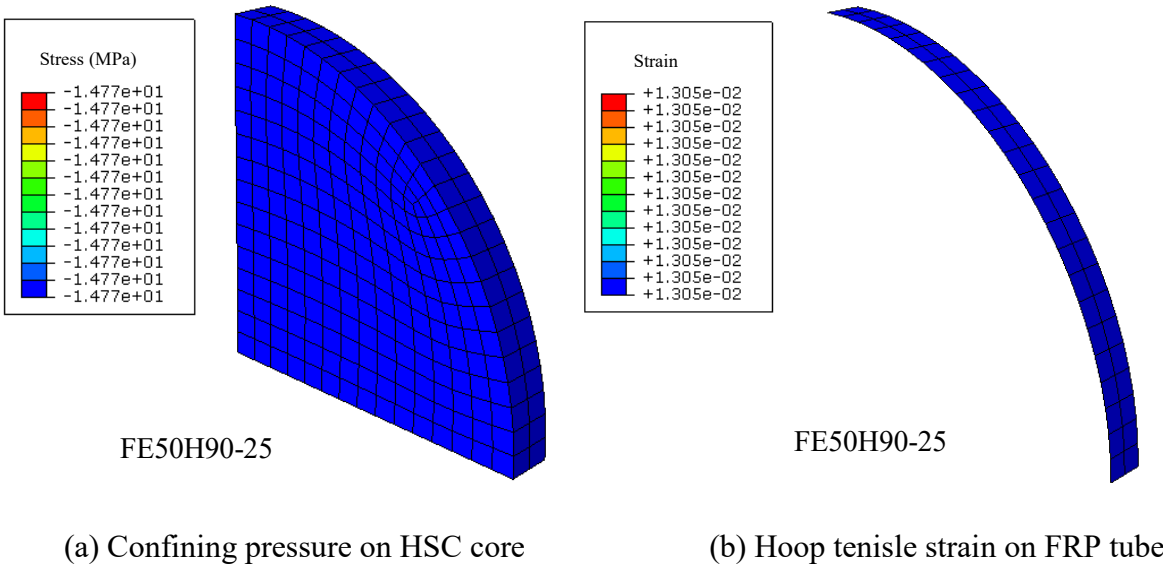 Stress (MPa)
-1.477e+01
-1.477e+01
-1.477e+01
-1.477e+01
-1.477e+01
-1.477e+01
-1.477e+01
-1.477e+01
-1.477e+01
-1.477e+01
-1.477e+01
-1.477e+01
-1.477e+01
FE50H90-25
(a) Confining pressure on HSC core
Strain
+1.305e-02
+1.305e-02
+1.305e-02
+1.305e-02
+1.305e-02
+1.305e-02
+1.305e-02
+1.305e-02
+1.305e-02
+1.305e-02
+1.305e-02
+1.305e-02
+1.305e-02
FE50H90-25
(b) Hoop tenisle strain on FRP tube